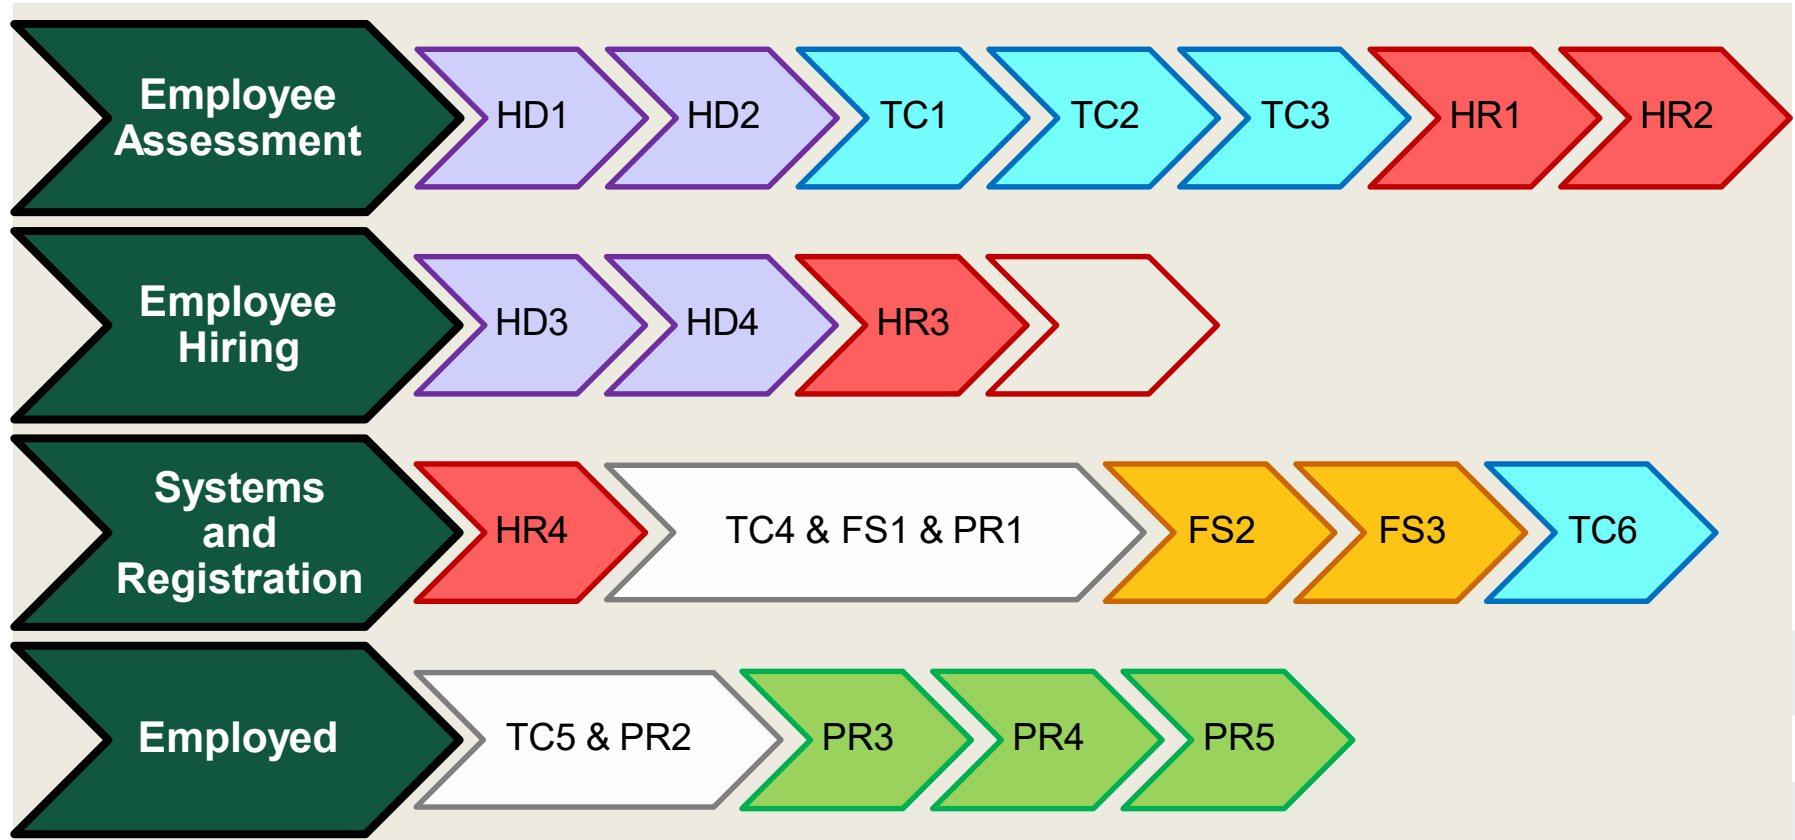 Employee
Assessment
HD1
HD2
TC1
TC2
TC3
HR1
HR2
Employee
Hiring
HD3
HD4
HR3
Systems
and
Registration
HR4
TC4 & FS1 & PR1
FS2
FS3
TC6
Employed
TC5 & PR2
PR3
PR4
PR5